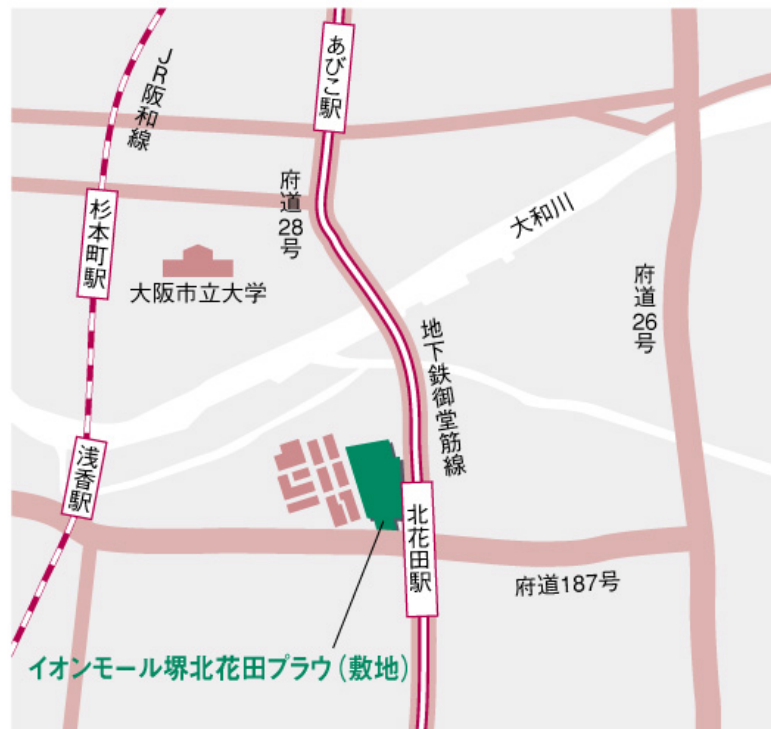 あびこ駅
JR阪和線
府道28号
杉本町駅
大和川
大阪市立大学
府道26号
地下鉄御堂筋線
浅香駅
北花田駅
府道187号
イオンモール堺北花田プラウ(敷地)